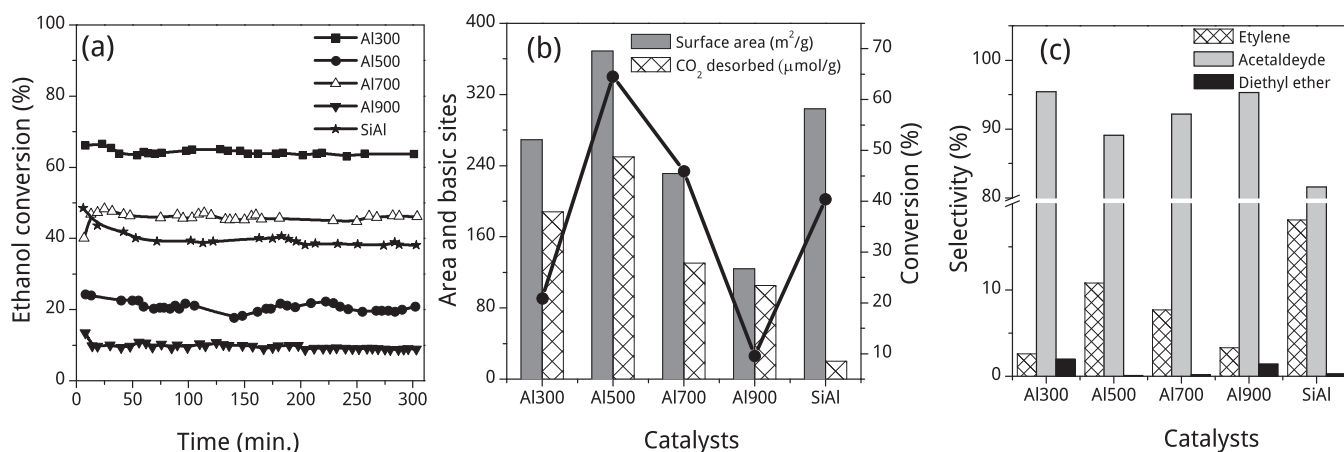 (a)
Al300
Al500
Al700
Al900
SiAl
100
80
60
40
20
0
Ethanol conversion (%)
0 50 100 150 200 250 300
Time (min.)
(b)
Surface area (m²/g)
CO₂ desorbed (μmol/g)
400
320
240
160
80
0
Area and basic sites
70
60
50
40
30
20
10
Conversion (%)
Al300 Al500 Al700 Al900 SiAl
Catalysts
(c)
Etylene
Acetaldeyde
Diethyl ether
100
90
80
10
0
Selectivity (%)
Al300 Al500 Al700 Al900 SiAl
Catalysts